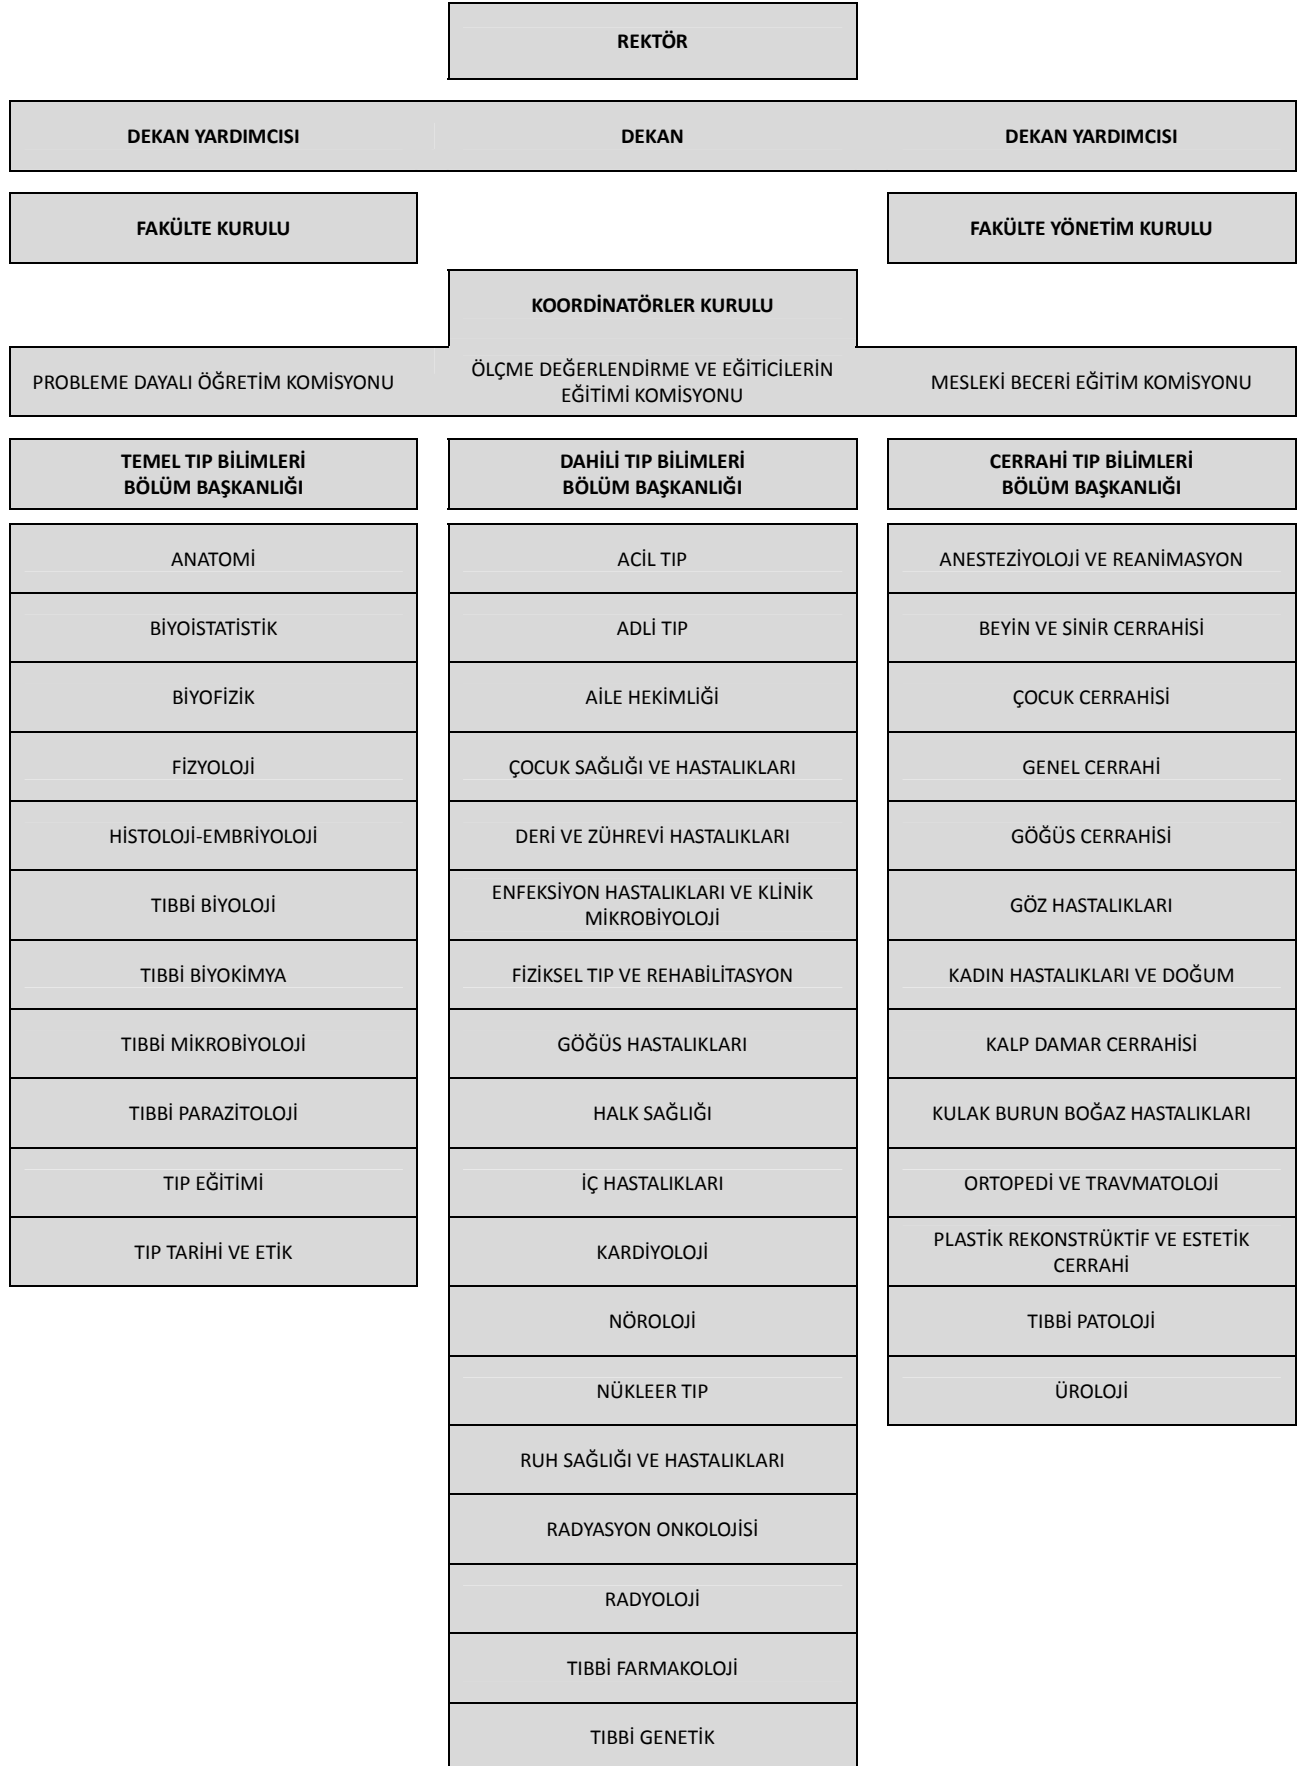 REKTÖR
DEKAN YARDIMCISI
DEKAN
DEKAN YARDIMCISI
FAKÜLTE KURULU
FAKÜLTE YÖNETİM KURULU
KOORDİNATÖRLER KURULU
PROBLEME DAYALI ÖĞRETİM KOMİSYONU
ÖLÇME DEĞERLENDİRME VE EĞİTİCİLERİN
EĞİTİMİ KOMİSYONU
MESLEKİ BECERİ EĞİTİM KOMİSYONU
TEMEL TIP BİLİMLERİ
BÖLÜM BAŞKANLIĞI
ANATOMİ
BİYOİSTATİSTİK
BİYOFİZİK
FİZYOLOJİ
HİSTOLOJİ-EMBRİYOLOJİ
TIBBİ BİYOLOJİ
TIBBİ BİYOKİMYA
TIBBİ MİKROBİYOLOJİ
TIBBİ PARAZİTOLOJİ
TIP EĞİTİMİ
TIP TARİHİ VE ETİK
DAHİLİ TIP BİLİMLERİ
BÖLÜM BAŞKANLIĞI
ACİL TIP
ADLİ TIP
AİLE HEKİMLİĞİ
ÇOCUK SAĞLIĞI VE HASTALIKLARI
DERİ VE ZÜHREVİ HASTALIKLARI
ENFEKSİYON HASTALIKLARI VE KLİNİK
MİKROBİYOLOJİ
FİZİKSEL TIP VE REHABİLİTASYON
GÖĞÜS HASTALIKLARI
HALK SAĞLIĞI
İÇ HASTALIKLARI
KARDİYOLOJİ
NÖROLOJİ
NÜKLEER TIP
RUH SAĞLIĞI VE HASTALIKLARI
RADYASYON ONKOLOJİSİ
RADYOLOJİ
TIBBİ FARMAKOLOJİ
TIBBİ GENETİK
CERRAHİ TIP BİLİMLERİ
BÖLÜM BAŞKANLIĞI
ANESTEZİYOLOJİ VE REANİMASYON
BEYİN VE SİNİR CERRAHİSİ
ÇOCUK CERRAHİSİ
GENEL CERRAHİ
GÖĞÜS CERRAHİSİ
GÖZ HASTALIKLARI
KADIN HASTALIKLARI VE DOĞUM
KALP DAMAR CERRAHİSİ
KULAK BURUN BOĞAZ HASTALIKLARI
ORTOPEDİ VE TRAVMATOLOJİ
PLASTİK REKONSTRÜKTİF VE ESTETİK
CERRAHİ
TIBBİ PATOLOJİ
ÜROLOJİ